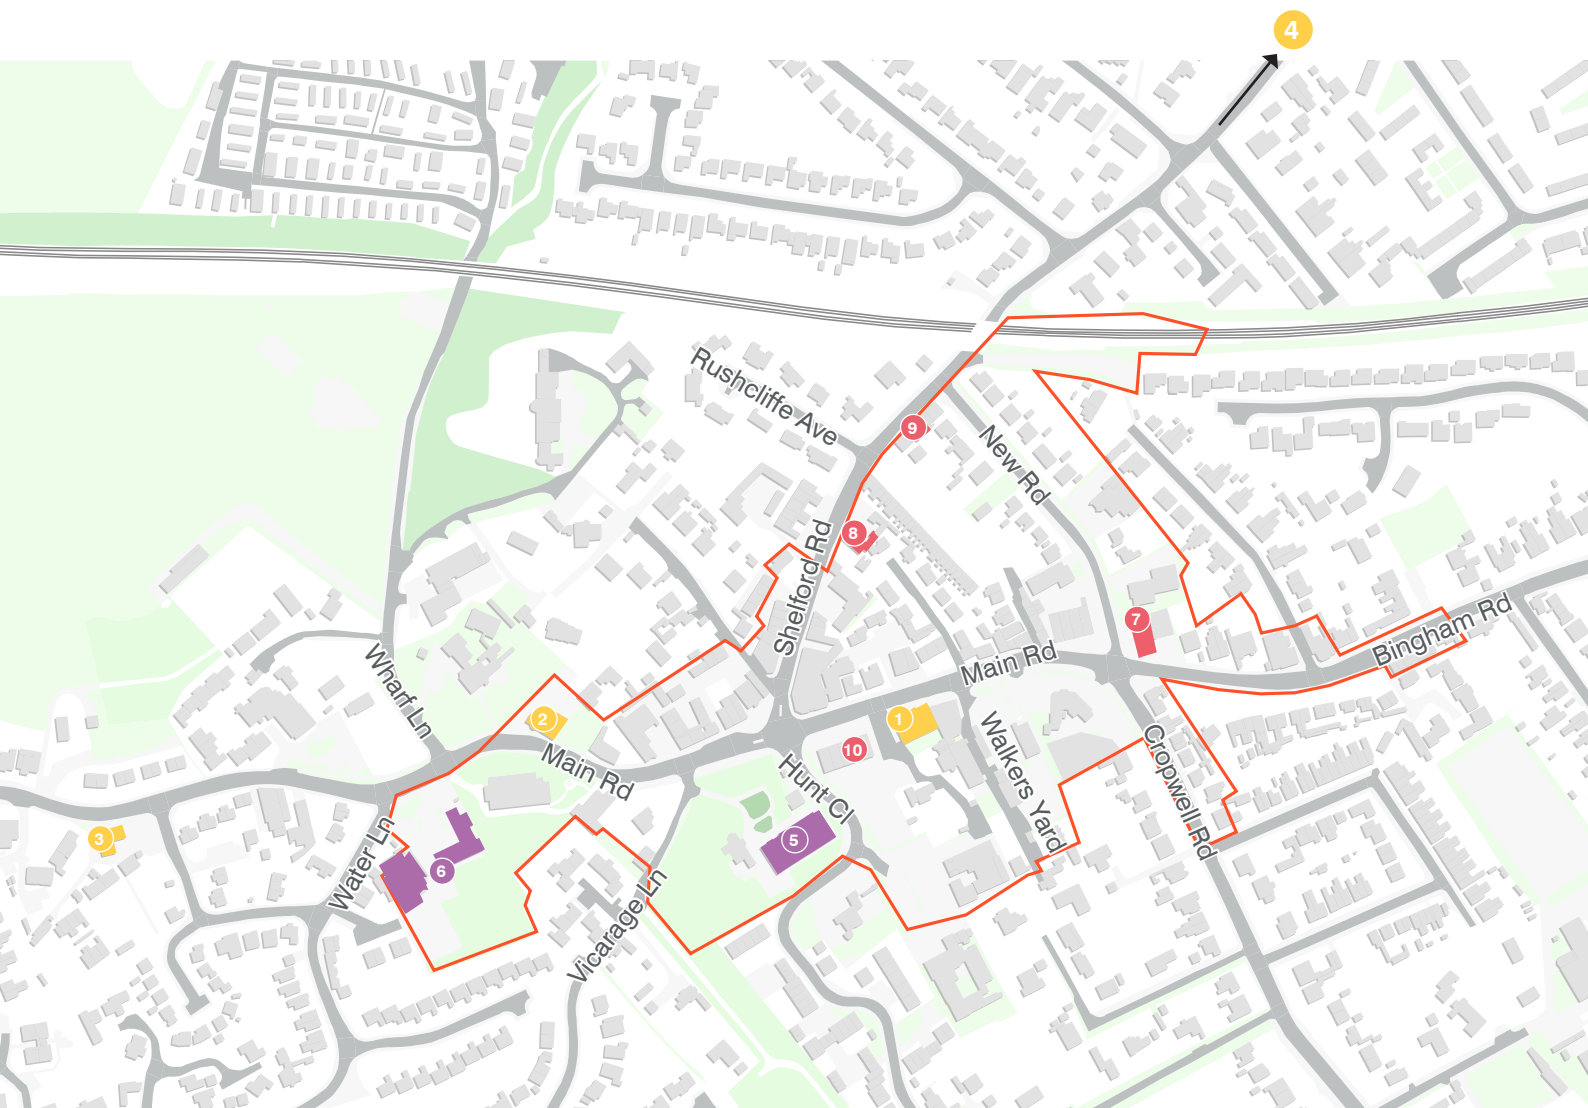 4
Rushcliffe Ave
9
New Rd
8
Shelford Rd
7
Bingham Rd
Wharf Ln
Main Rd
2
1
Main Rd
10
Walkers Yard
Cropwell Rd
Hunt Cl
3
Water Ln
5
6
Vicarage Ln